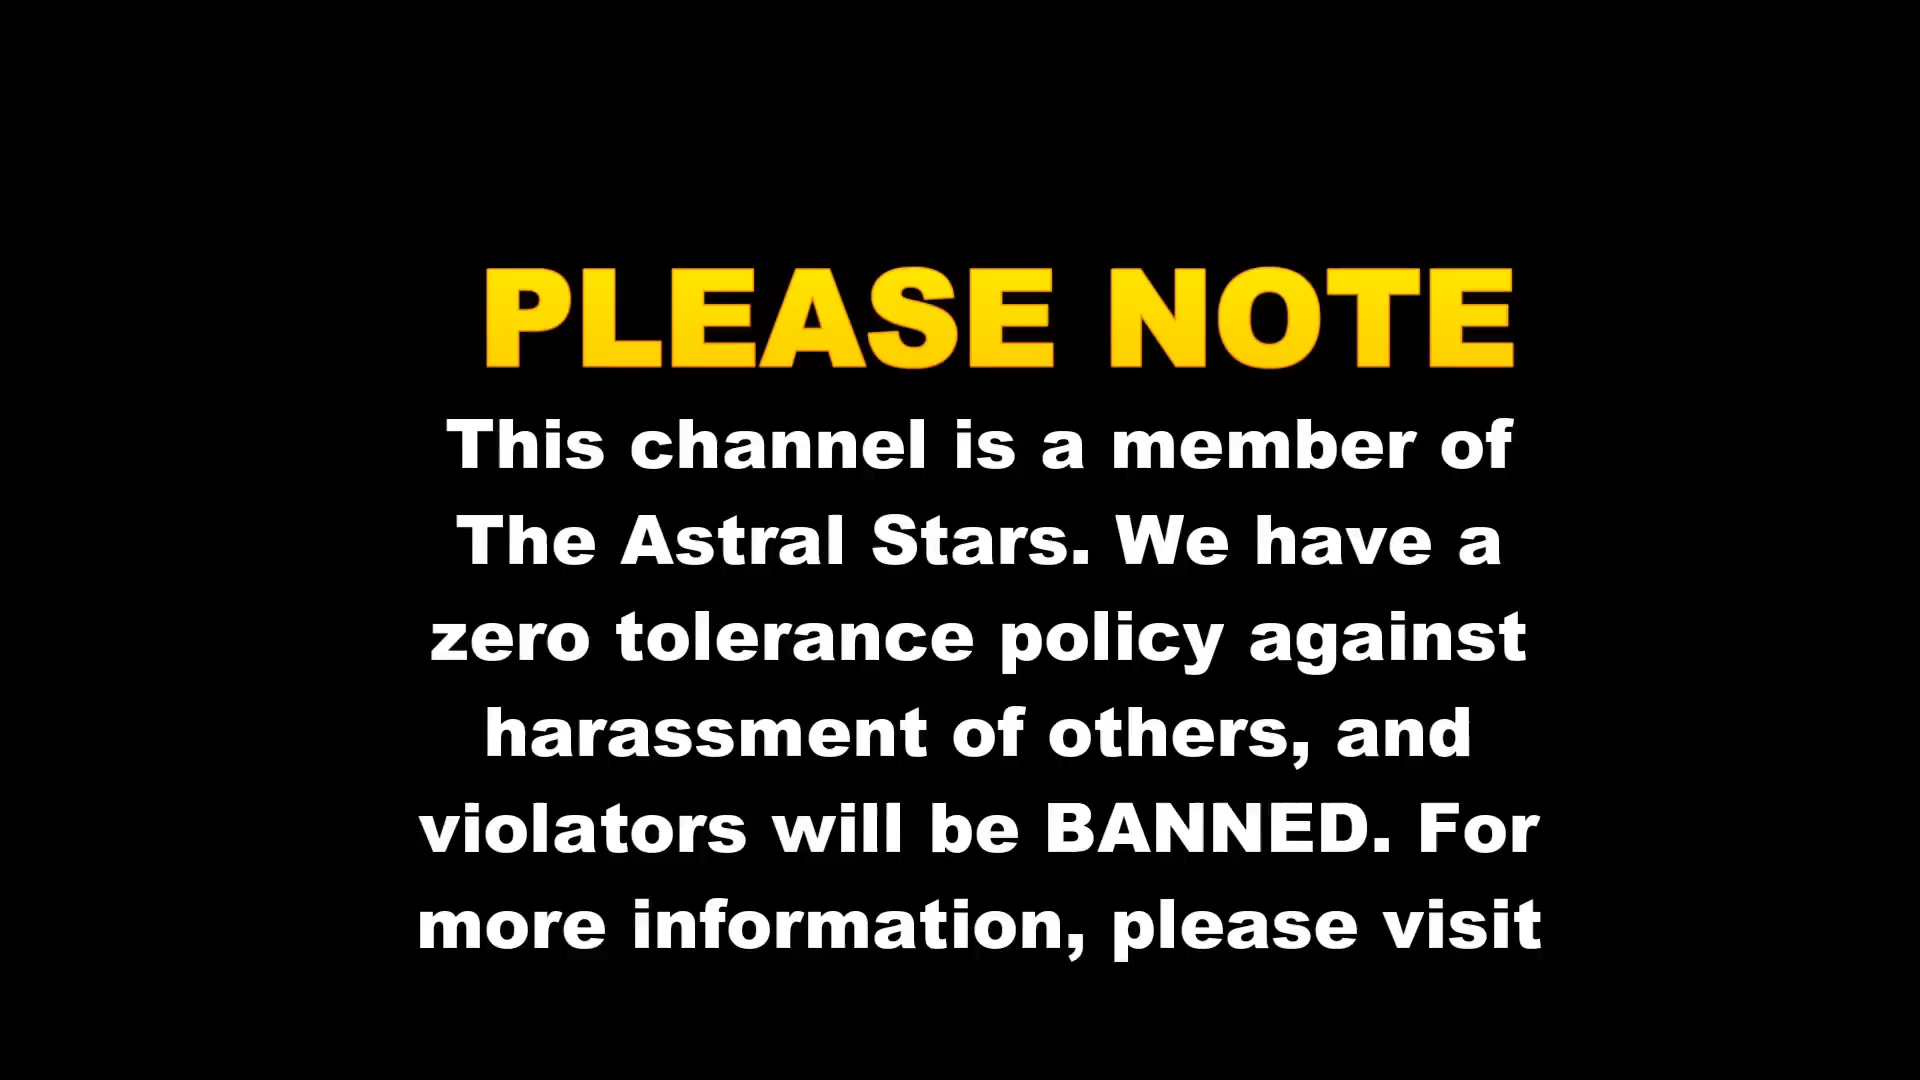 PLEASE NOTE
This channel is a member of
The Astral Stars. We have a
zero tolerance policy against
harassment of others, and
violators will be BANNED. For
more information, please visit